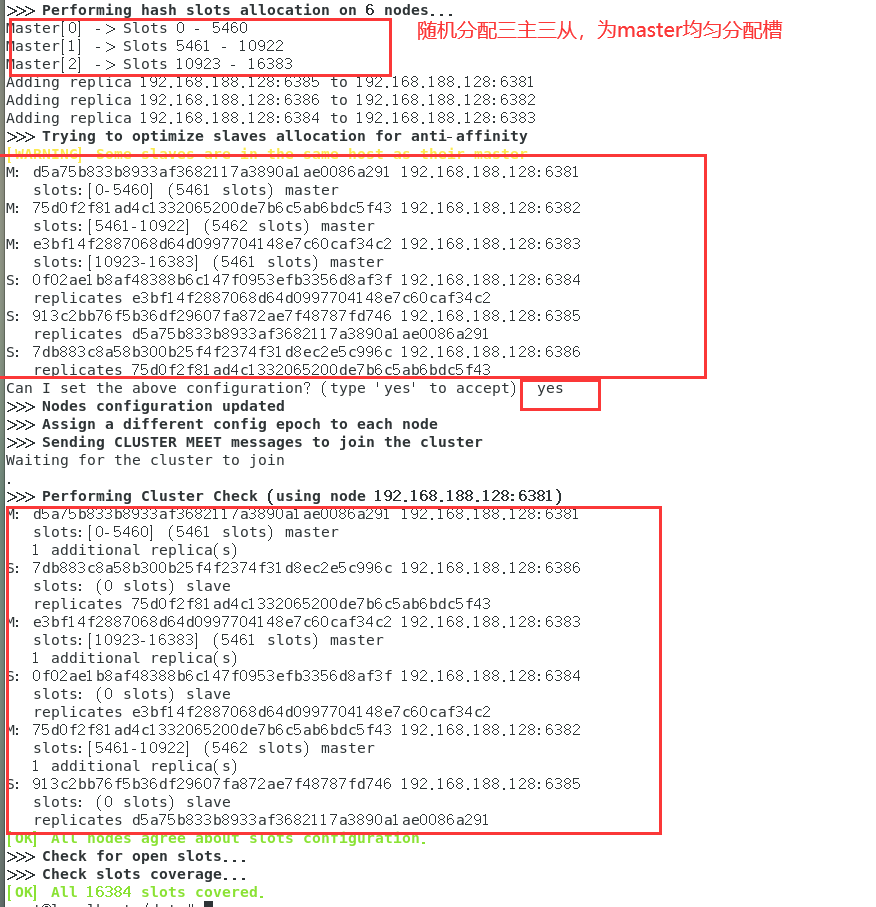 >>> Performing hash slots allocation on 6 nodes...
Master[0] -> Slots 0 - 5460
随机分配三主三从，为master均匀分配槽
Master[1] -> Slots 5461 - 10922
Master[2] -> Slots 10923 - 16383
Adding replica 192.168.188.128:6385 to 192.168.188.128:6381
Adding replica 192.168.188.128:6386 to 192.168.188.128:6382
Adding replica 192.168.188.128:6384 to 192.168.188.128:6383
>>> Trying to optimize slaves allocation for anti-affinity
[WARNING] Some slaves are in the same host as their master
M: d5a75b833b8933af3682117a3890a1ae0086a291 192.168.188.128:6381
slots:[0-5460] (5461 slots) master
M: 75d0f2f81ad4c1332065200de7b6c5ab6bdc5f43 192.168.188.128:6382
slots:[5461-10922] (5462 slots) master
M: e3bf14f2887068d64d0997704148e7c60caf34c2 192.168.188.128:6383
slots:[10923-16383] (5461 slots) master
S: 0f02ae1b8af48388b6c147f0953efb3356d8af3f 192.168.188.128:6384
replicates e3bf14f2887068d64d0997704148e7c60caf34c2
S: 913c2bb76f5b36df29607fa872ae7f48787fd746 192.168.188.128:6385
replicates d5a75b833b8933af3682117a3890a1ae0086a291
S: 7db883c8a58b300b25f4f2374f31d8ec2e5c996c 192.168.188.128:6386
replicates 75d0f2f81ad4c1332065200de7b6c5ab6bdc5f43
Can I set the above configuration? (type 'yes' to accept) yes
>>> Nodes configuration updated
>>> Assign a different config epoch to each node
>>> Sending CLUSTER MEET messages to join the cluster
Waiting for the cluster to join
.
>>> Performing Cluster Check (using node 192.168.188.128:6381)
M: d5a75b833b8933af3682117a3890a1ae0086a291 192.168.188.128:6381
slots:[0-5460] (5461 slots) master
1 additional replica(s)
S: 7db883c8a58b300b25f4f2374f31d8ec2e5c996c 192.168.188.128:6386
slots: (0 slots) slave
replicates 75d0f2f81ad4c1332065200de7b6c5ab6bdc5f43
M: e3bf14f2887068d64d0997704148e7c60caf34c2 192.168.188.128:6383
slots:[10923-16383] (5461 slots) master
1 additional replica(s)
S: 0f02ae1b8af48388b6c147f0953efb3356d8af3f 192.168.188.128:6384
slots: (0 slots) slave
replicates e3bf14f2887068d64d0997704148e7c60caf34c2
M: 75d0f2f81ad4c1332065200de7b6c5ab6bdc5f43 192.168.188.128:6382
slots:[5461-10922] (5462 slots) master
1 additional replica(s)
S: 913c2bb76f5b36df29607fa872ae7f48787fd746 192.168.188.128:6385
slots: (0 slots) slave
replicates d5a75b833b8933af3682117a3890a1ae0086a291
[OK] All nodes agree about slots configuration.
>>> Check for open slots...
>>> Check slots coverage...
[OK] All 16384 slots covered.